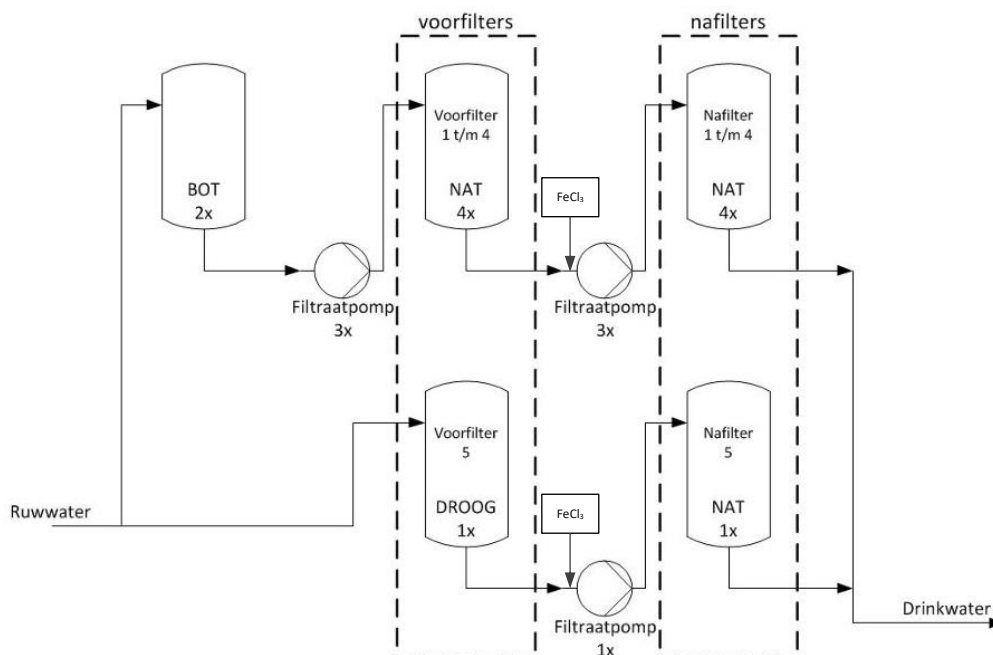 voorfilters
nafilters
BOT
2x
Voorfilter
1 t/m 4
NAT
4x
Nafilter
1 t/m 4
NAT
4x
FeCl₃
Filtraatpomp
3x
Filtraatpomp
3x
Voorfilter
5
DROOG
1x
Nafilter
5
NAT
1x
Ruwwater
FeCl₃
Filtraatpomp
1x
Drinkwater